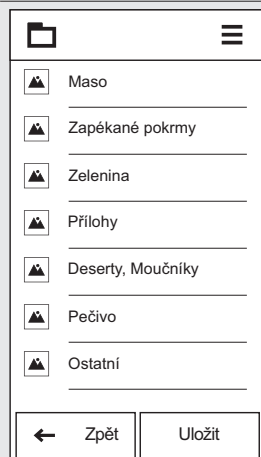 Maso
Zapékané pokrmy
Zelenina
Přílohy
Deserty, Moučníky
Pečivo
Ostatní
Zpět
Uložit